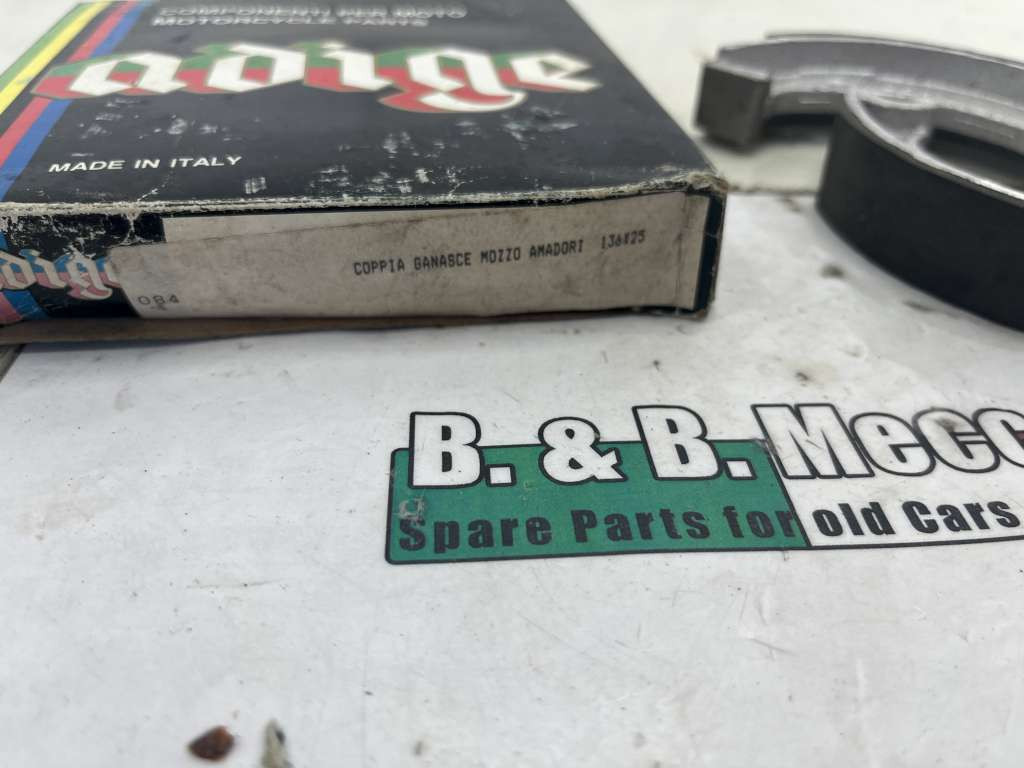 COMPONENTI PER MOTO
MOTORCYCLE PARTS
adige
MADE IN ITALY
adige
COPPIA GANASCE MOZZO AMADORI 136X25
084
B. & B. Mecc
Spare Parts for old Cars